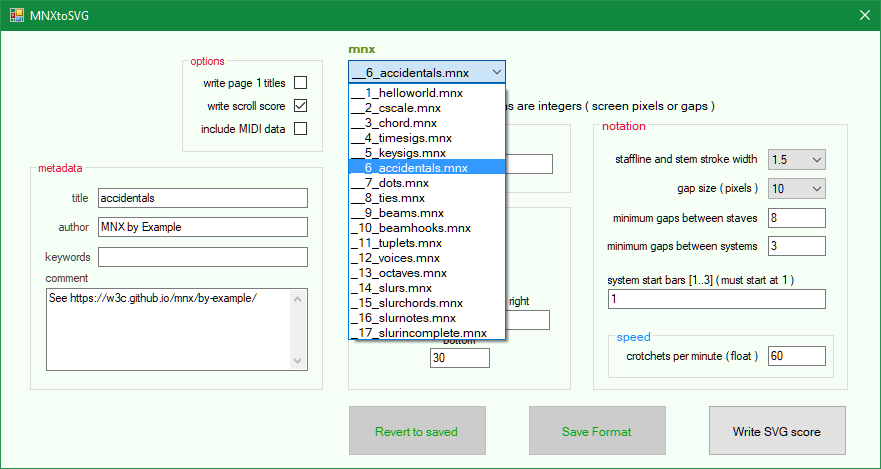 MNXtoSVG
mnx
options
write page 1 titles
write scroll score
include MIDI data
__6_accidentals.mnx
__1_helloworld.mnx
__2_cscale.mnx
__3_chord.mnx
__4_timesigs.mnx
__5_keysigs.mnx
__6_accidentals.mnx
__7_dots.mnx
__8_ties.mnx
__9_beams.mnx
_10_beamhooks.mnx
_11_tuplets.mnx
_12_voices.mnx
_13_octaves.mnx
_14_slurs.mnx
_15_slurchords.mnx
_16_slurnotes.mnx
_17_slurincomplete.mnx
are integers ( screen pixels or gaps )
right
bottom
30
metadata
title
accidentals
author
MNX by Example
keywords
comment
See https://w3c.github.io/mnx/by-example/
notation
staffline and stem stroke width
1.5
gap size ( pixels )
10
minimum gaps between staves
8
minimum gaps between systems
3
system start bars [1..3] ( must start at 1 )
1
speed
crotchets per minute ( float )
60
Revert to saved
Save Format
Write SVG score